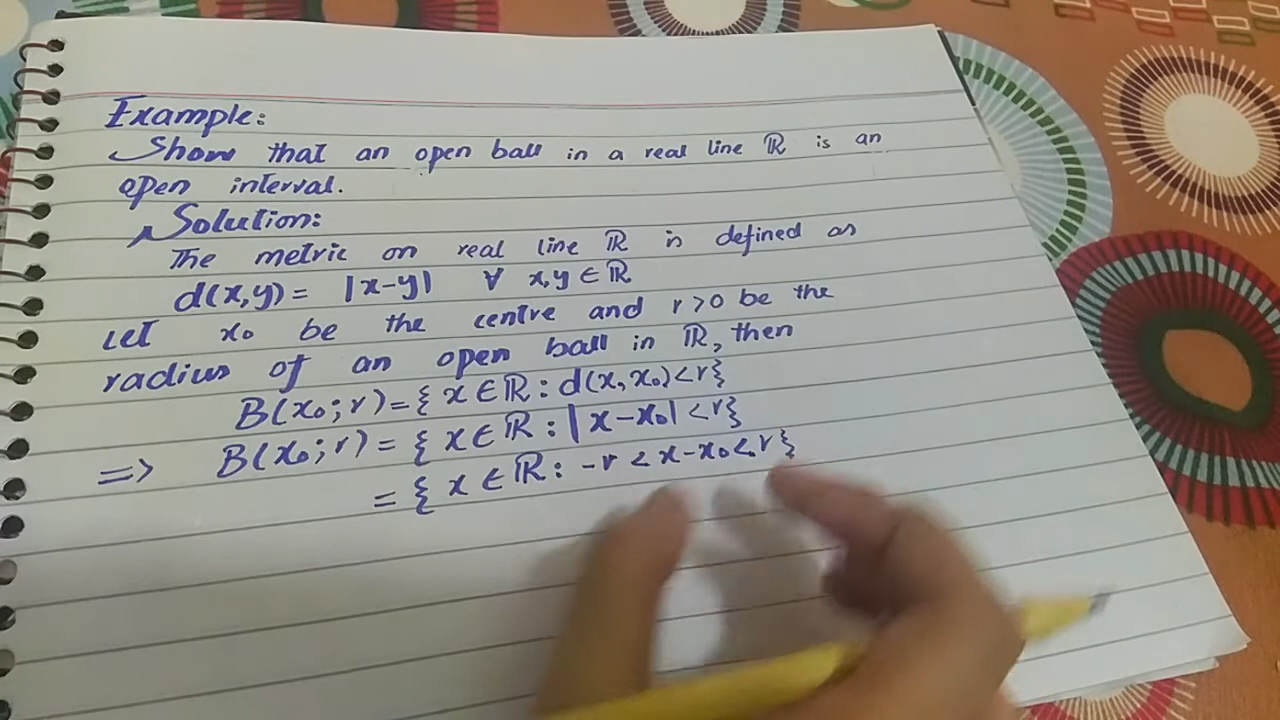 Example:
Show that an open ball in a real line ℝ is an
open interval.
Solution:
The metric on real line ℝ is defined as
d(x,y) = |x-y| ∀ x,y ∈ ℝ
Let x₀ be the centre and r>0 be the
radius of an open ball in ℝ, then
B(x₀;r) = { x ∈ ℝ : d(x,x₀)<r}
=> B(x₀;r) = { x ∈ ℝ : |x-x₀| <r}
= { x ∈ ℝ : -r < x-x₀ < r}